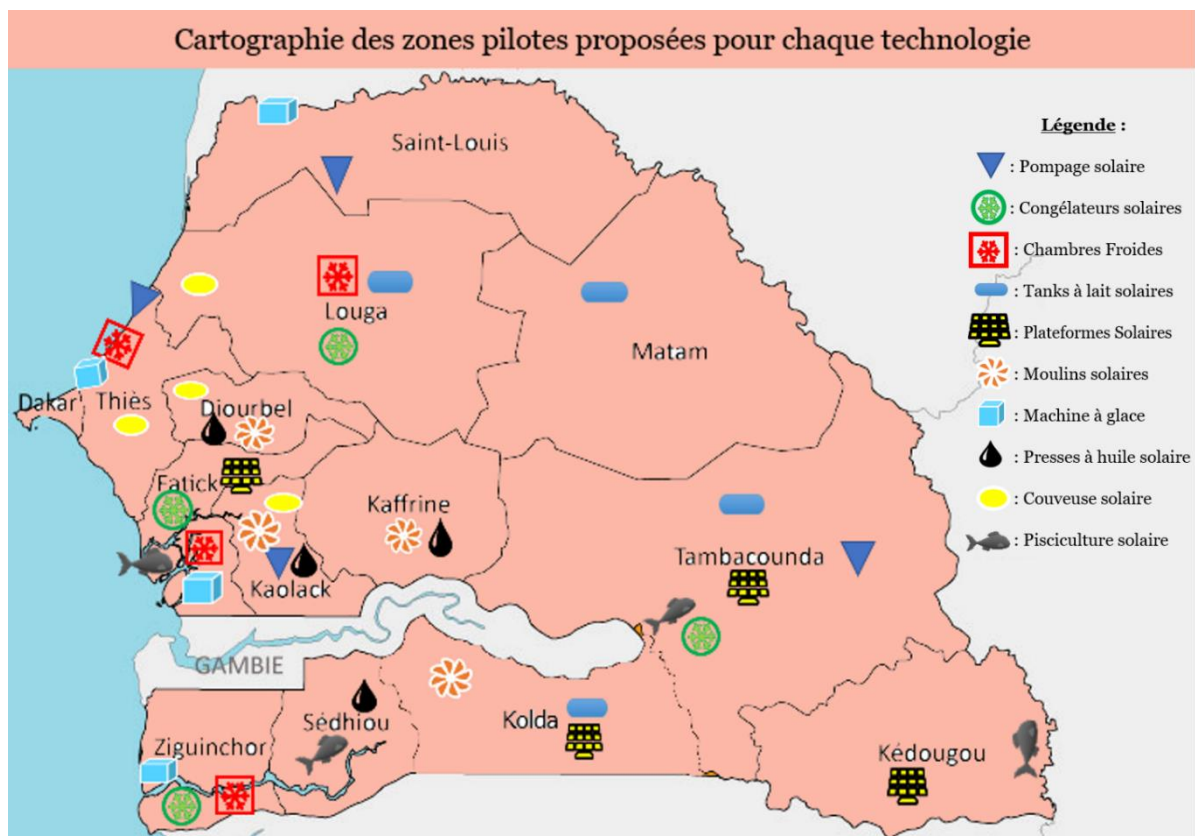 Cartographie des zones pilotes proposées pour chaque technologie
Légende :
: Pompage solaire
: Congélateurs solaires
: Chambres Froides
: Tanks à lait solaires
: Plateformes Solaires
: Moulins solaires
: Machine à glace
: Presses à huile solaire
: Couveuse solaire
: Pisciculture solaire
Saint-Louis
Louga
Matam
Dakar
Thiès
Diourbel
Fatick
Kaffrine
Kaolack
Tambacounda
GAMBIE
Sédhiou
Kolda
Ziguinchor
Kédougou